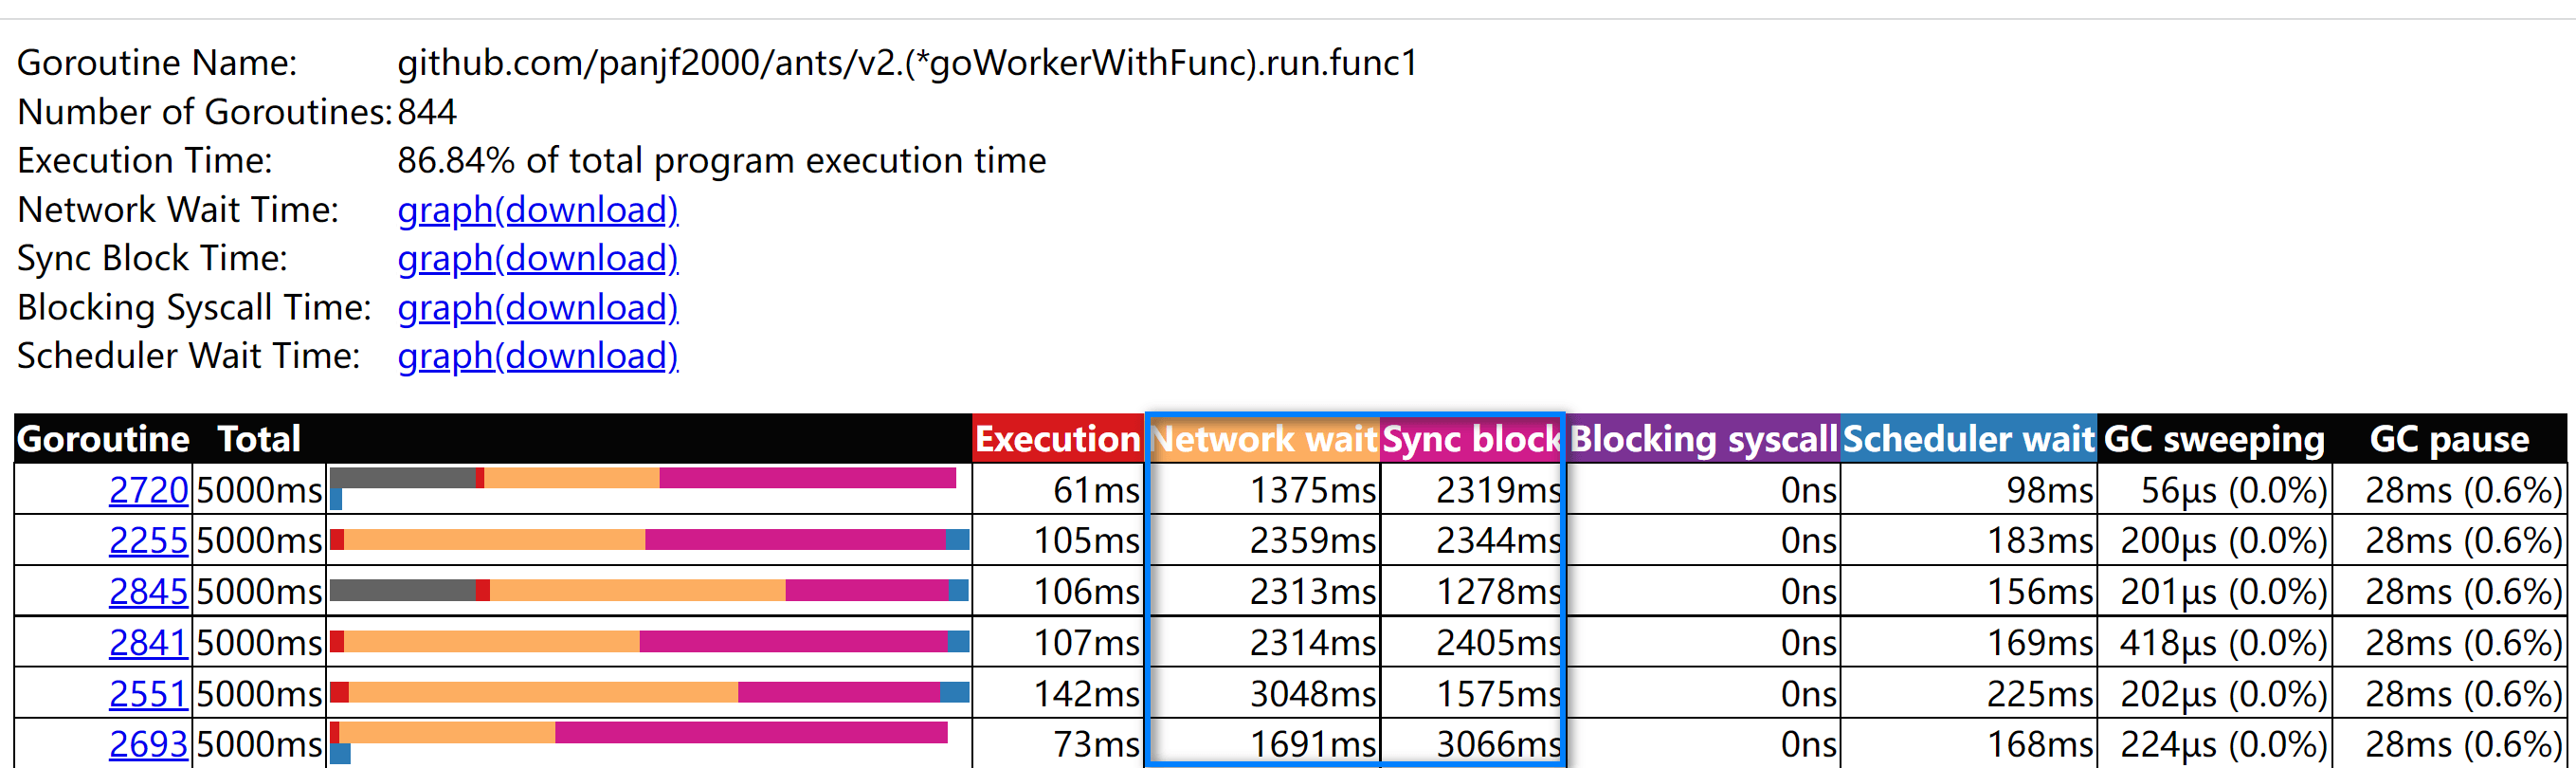 Goroutine Name: github.com/panjf2000/ants/v2.(*goWorkerWithFunc).run.func1
Number of Goroutines: 844
Execution Time: 86.84% of total program execution time
Network Wait Time: graph(download)
Sync Block Time: graph(download)
Blocking Syscall Time: graph(download)
Scheduler Wait Time: graph(download)
Goroutine Total Execution Network wait Sync block Blocking syscall Scheduler wait GC sweeping GC pause
2720 5000ms 61ms 1375ms 2319ms 0ns 98ms 56µs (0.0%) 28ms (0.6%)
2255 5000ms 105ms 2359ms 2344ms 0ns 183ms 200µs (0.0%) 28ms (0.6%)
2845 5000ms 106ms 2313ms 1278ms 0ns 156ms 201µs (0.0%) 28ms (0.6%)
2841 5000ms 107ms 2314ms 2405ms 0ns 169ms 418µs (0.0%) 28ms (0.6%)
2551 5000ms 142ms 3048ms 1575ms 0ns 225ms 202µs (0.0%) 28ms (0.6%)
2693 5000ms 73ms 1691ms 3066ms 0ns 168ms 224µs (0.0%) 28ms (0.6%)